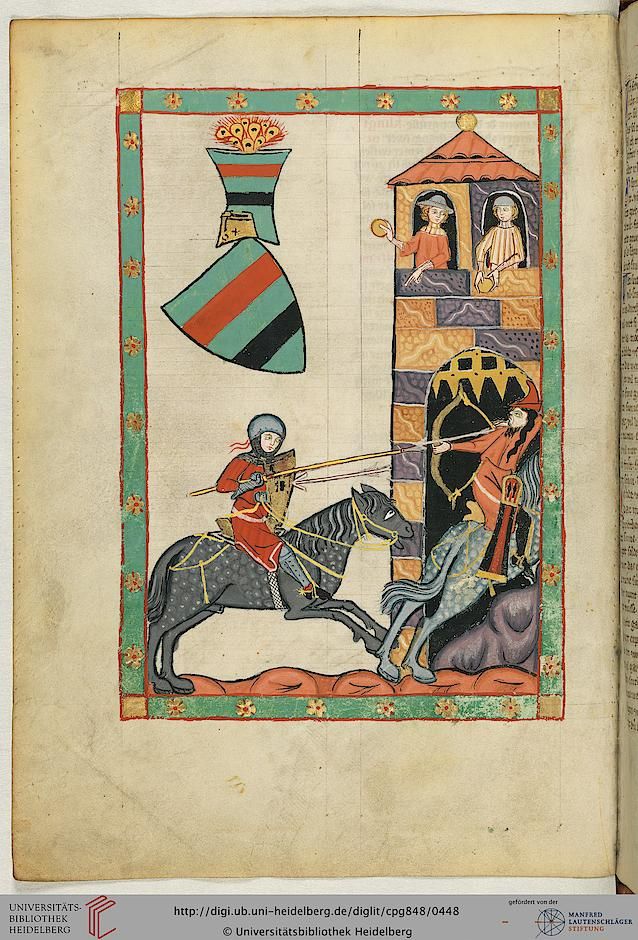 UNIVERSITÄTS-
BIBLIOTHEK
HEIDELBERG
http://digi.ub.uni-heidelberg.de/diglit/cpg848/0448
© Universitätsbibliothek Heidelberg
gefördert von der
MANFRED
LAUTENSCHLÄGER
STIFTUNG